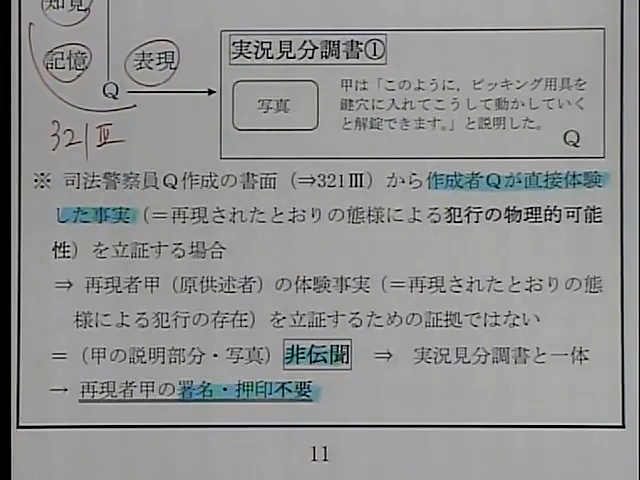 知覚
記憶
表現
Q
321Ⅲ
実況見分調書①
写真
甲は「このように，ピッキング用具を
鍵穴に入れてこうして動かしていく
と解錠できます。」と説明した。
Q
※ 司法警察員Q作成の書面（⇒321Ⅲ）から作成者Qが直接体験
した事実（＝再現されたとおりの態様による犯行の物理的可能
性）を立証する場合
⇒ 再現者甲（原供述者）の体験事実（＝再現されたとおりの態
様による犯行の存在）を立証するための証拠ではない
＝（甲の説明部分・写真）非伝聞 ⇒ 実況見分調書と一体
→ 再現者甲の署名・押印不要
11